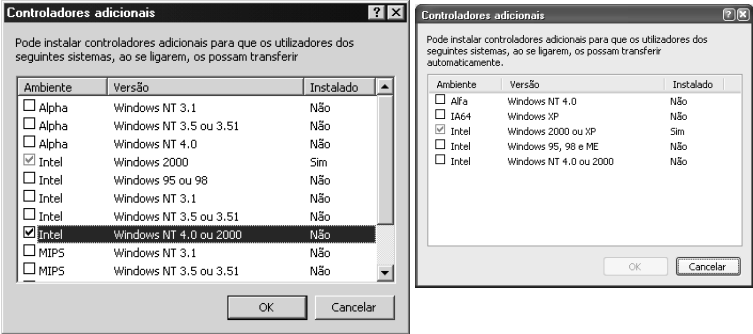 Controladores adicionais
Pode instalar controladores adicionais para que os utilizadores dos
seguintes sistemas, ao se ligarem, os possam transferir
Ambiente Versão Instalado
Alpha Windows NT 3.1 Não
Alpha Windows NT 3.5 ou 3.51 Não
Alpha Windows NT 4.0 Não
Intel Windows 2000 Sim
Intel Windows 95 ou 98 Não
Intel Windows NT 3.1 Não
Intel Windows NT 3.5 ou 3.51 Não
Intel Windows NT 4.0 ou 2000 Não
MIPS Windows NT 3.1 Não
MIPS Windows NT 3.5 ou 3.51 Não
OK Cancelar
Controladores adicionais
Pode instalar controladores adicionais para que os utilizadores dos
seguintes sistemas, ao se ligarem, os possam transferir
automaticamente.
Ambiente Versão Instalado
Alfa Windows NT 4.0 Não
IA64 Windows XP Não
Intel Windows 2000 ou XP Sim
Intel Windows 95, 98 e ME Não
Intel Windows NT 4.0 ou 2000 Não
OK Cancelar